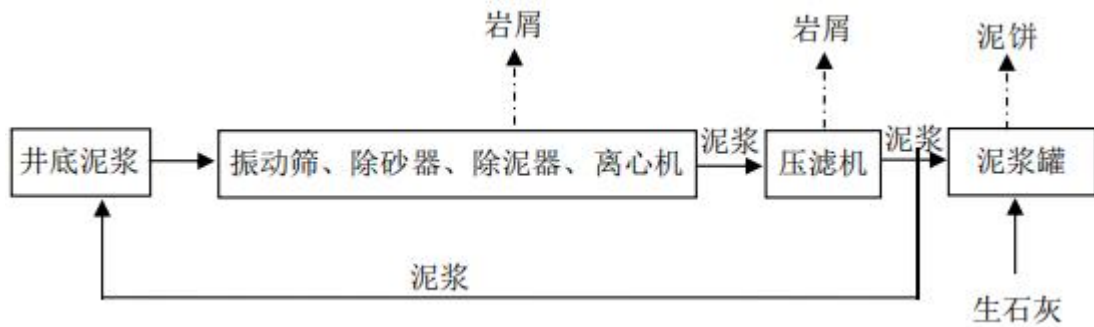 岩屑
岩屑
泥饼
井底泥浆
振动筛、除砂器、除泥器、离心机
泥浆
压滤机
泥浆
泥浆罐
泥浆
生石灰